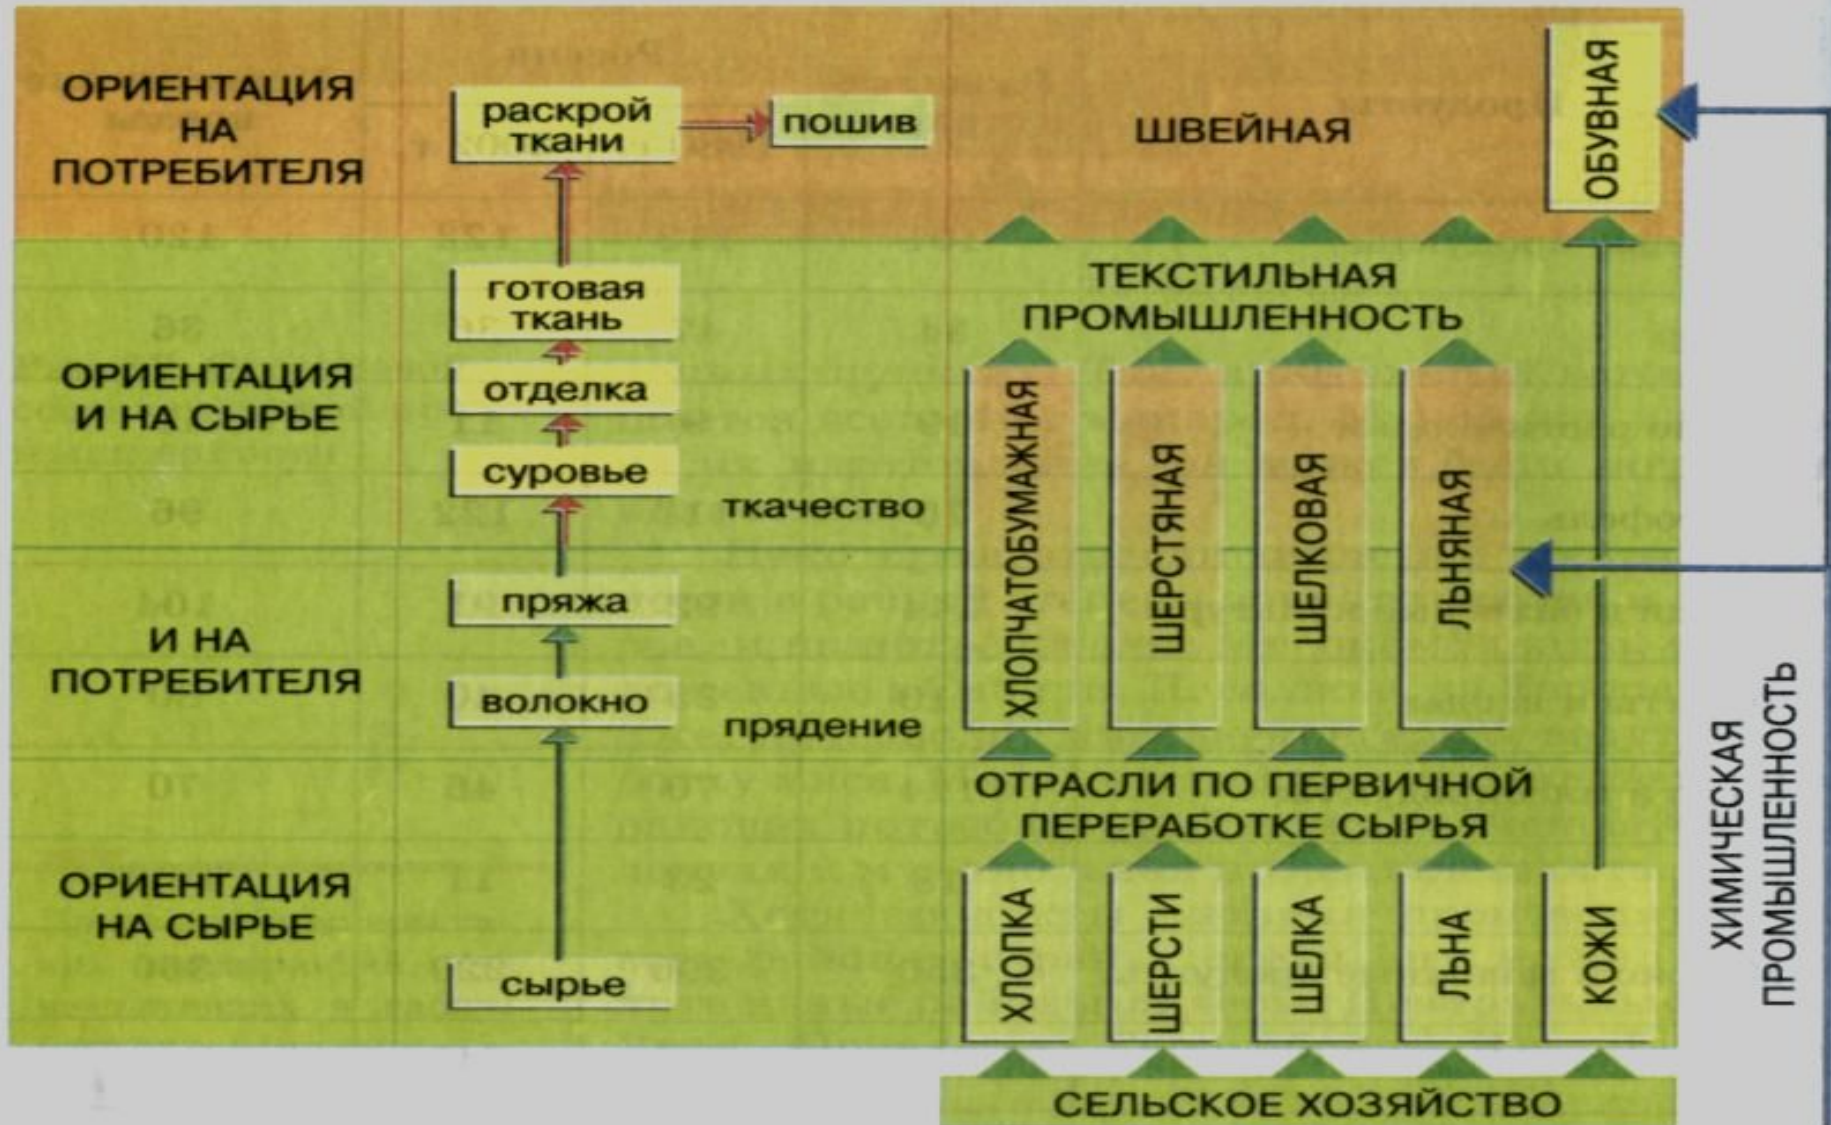 ОРИЕНТАЦИЯ
НА
ПОТРЕБИТЕЛЯ
раскрой
ткани
пошив
ШВЕЙНАЯ
ОБУВНАЯ
ОРИЕНТАЦИЯ
И НА СЫРЬЕ
готовая
ткань
отделка
суровье
ткачество
ТЕКСТИЛЬНАЯ
ПРОМЫШЛЕННОСТЬ
ХЛОПЧАТОБУМАЖНАЯ
ШЕРСТЯНАЯ
ШЕЛКОВАЯ
ЛЬНЯНАЯ
И НА
ПОТРЕБИТЕЛЯ
пряжа
волокно
прядение
ОРИЕНТАЦИЯ
НА СЫРЬЕ
сырье
ОТРАСЛИ ПО ПЕРВИЧНОЙ
ПЕРЕРАБОТКЕ СЫРЬЯ
ХЛОПКА
ШЕРСТИ
ШЕЛКА
ЛЬНА
КОЖИ
ХИМИЧЕСКАЯ
ПРОМЫШЛЕННОСТЬ
СЕЛЬСКОЕ ХОЗЯЙСТВО